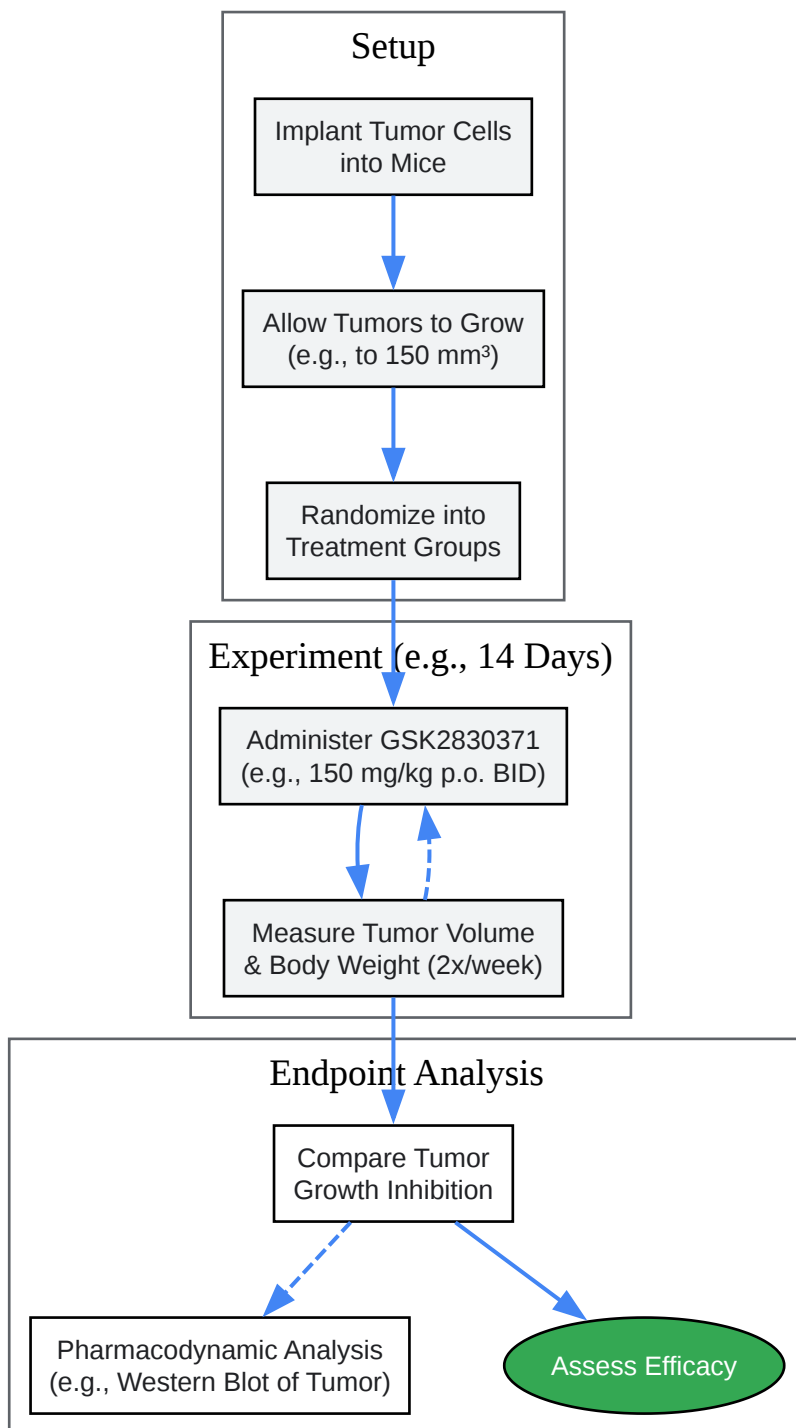 Setup
Implant Tumor Cells
into Mice
Allow Tumors to Grow
(e.g., to 150 mm³)
Randomize into
Treatment Groups
Experiment (e.g., 14 Days)
Administer GSK2830371
(e.g., 150 mg/kg p.o. BID)
Measure Tumor Volume
& Body Weight (2x/week)
Endpoint Analysis
Compare Tumor
Growth Inhibition
Pharmacodynamic Analysis
(e.g., Western Blot of Tumor)
Assess Efficacy